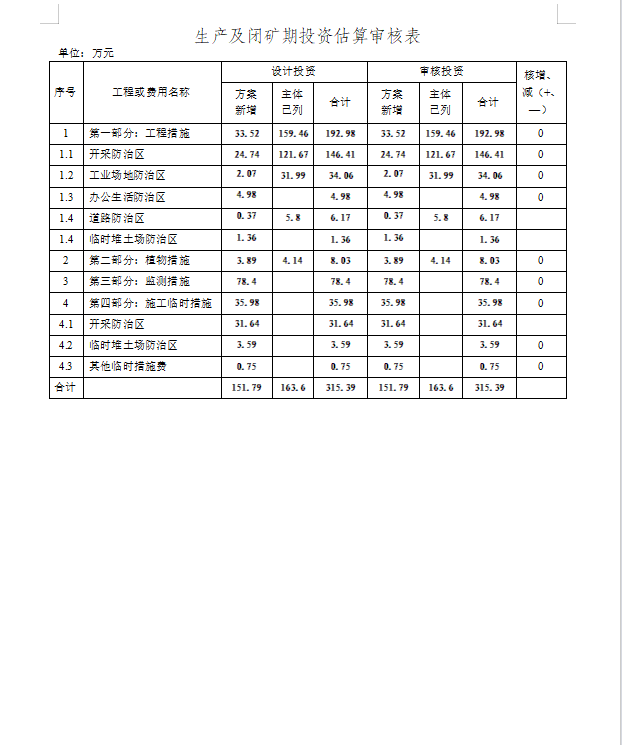 生产及闭矿期投资估算审核表
单位：万元
序号 工程或费用名称 设计投资 审核投资 核增、减（+、—）
方案新增 主体已列 合计 方案新增 主体已列 合计
1 第一部分：工程措施 33.52 159.46 192.98 33.52 159.46 192.98 0
1.1 开采防治区 24.74 121.67 146.41 24.74 121.67 146.41 0
1.2 工业场地防治区 2.07 31.99 34.06 2.07 31.99 34.06 0
1.3 办公生活防治区 4.98 4.98 4.98 4.98 0
1.4 道路防治区 0.37 5.8 6.17 0.37 5.8 6.17
1.4 临时堆土场防治区 1.36 1.36 1.36 1.36
2 第二部分：植物措施 3.89 4.14 8.03 3.89 4.14 8.03 0
3 第三部分：监测措施 78.4 78.4 78.4 78.4 0
4 第四部分：施工临时措施 35.98 35.98 35.98 35.98 0
4.1 开采防治区 31.64 31.64 31.64 31.64
4.2 临时堆土场防治区 3.59 3.59 3.59 3.59 0
4.3 其他临时措施费 0.75 0.75 0.75 0.75 0
合计 151.79 163.6 315.39 151.79 163.6 315.39